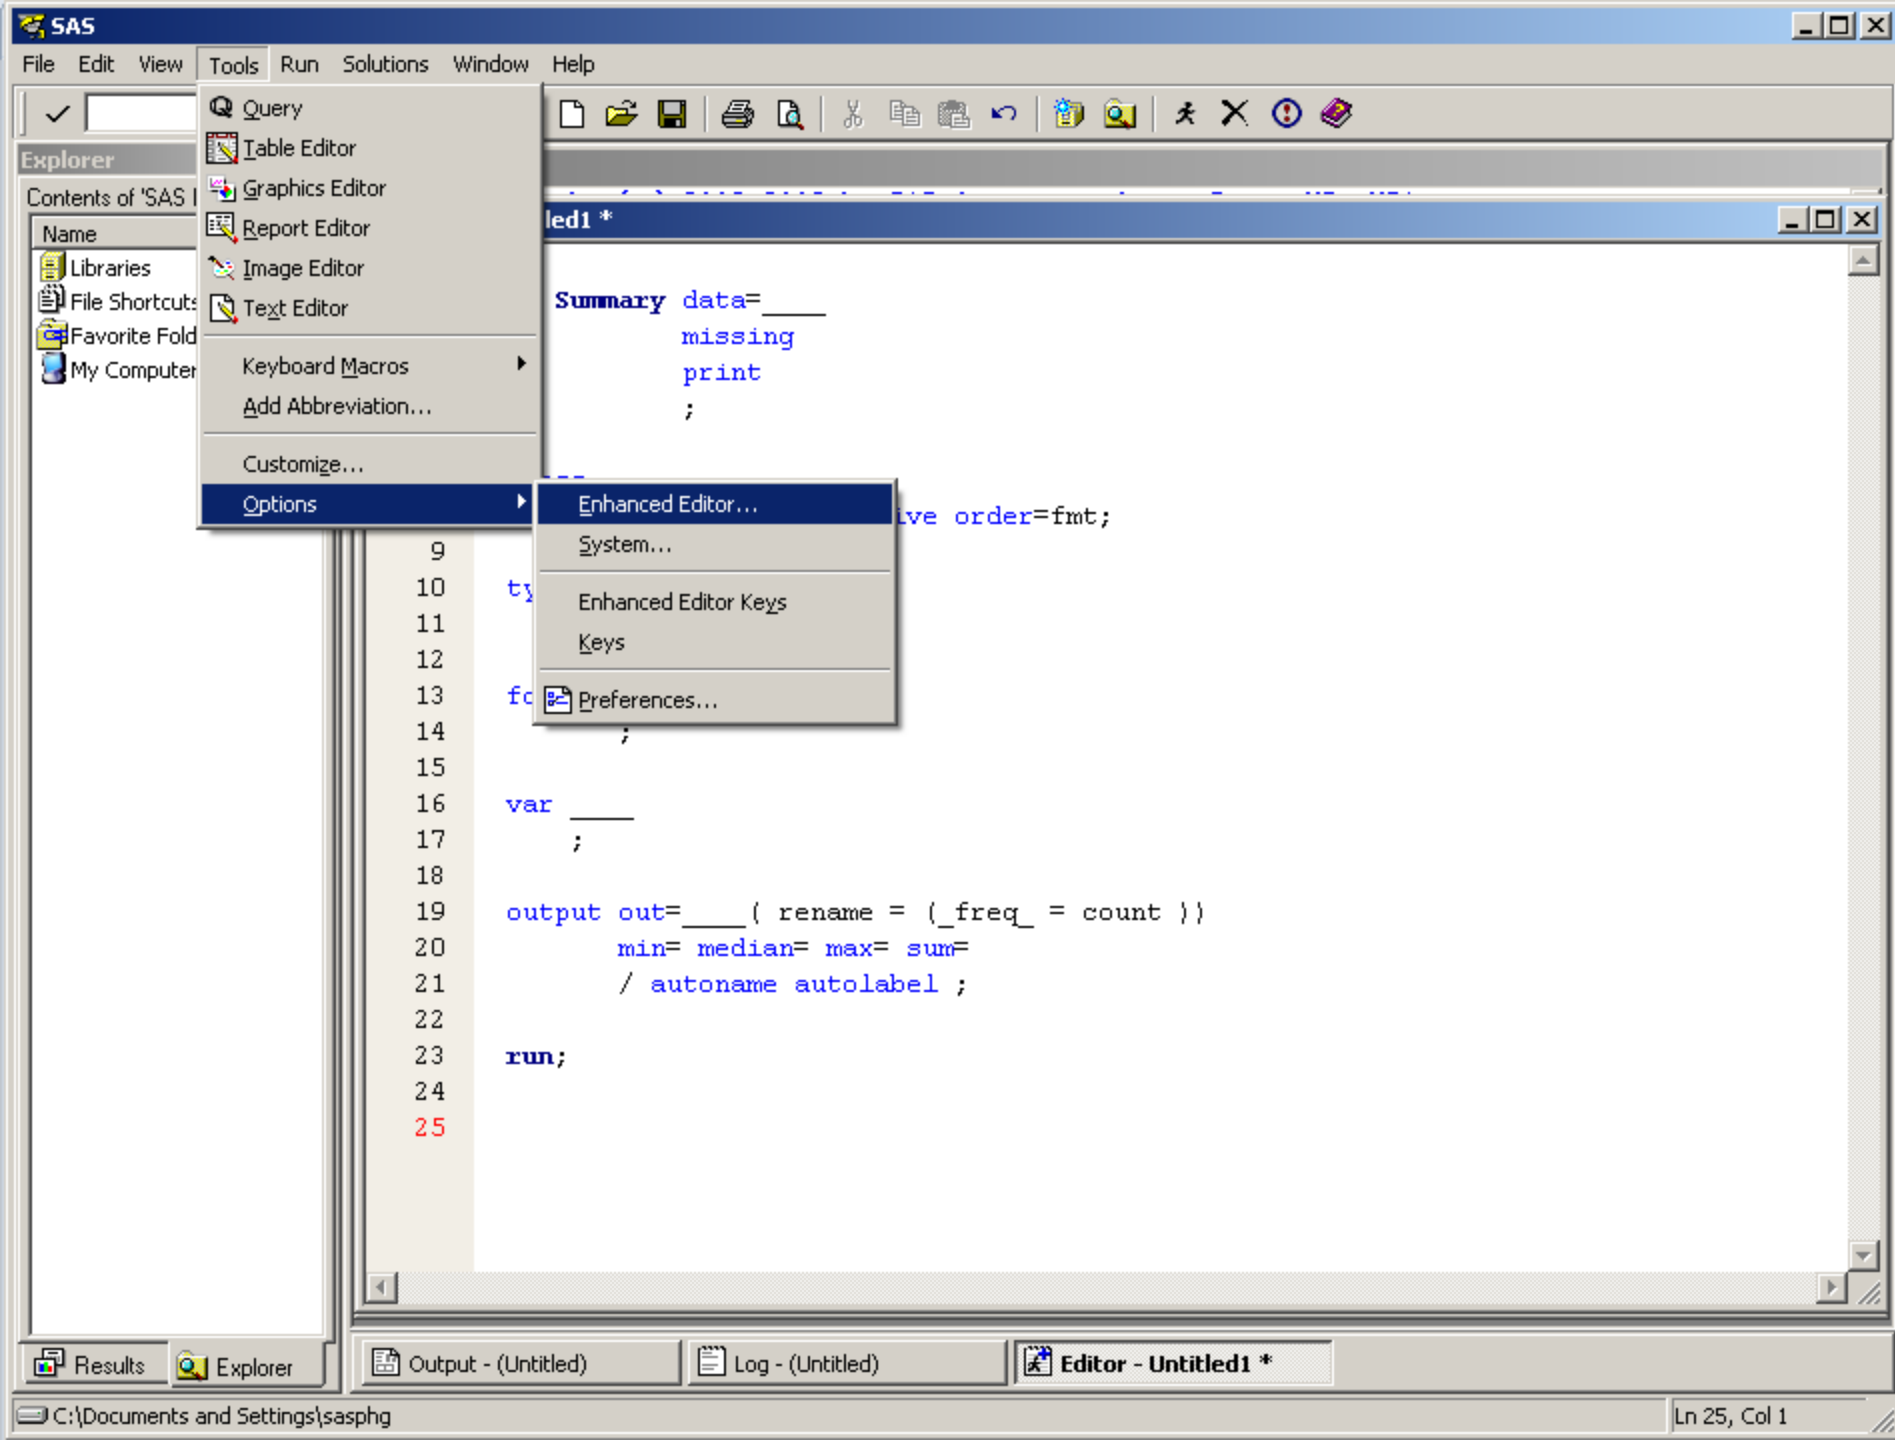 SAS
File Edit View Tools Run Solutions Window Help
Query
Table Editor
Graphics Editor
Report Editor
Image Editor
Text Editor
Keyboard Macros
Add Abbreviation...
Customize...
Options
Enhanced Editor...
System...
Enhanced Editor Keys
Keys
Preferences...
Explorer
Contents of 'SAS
Name
Libraries
File Shortcuts
Favorite Fold
My Computer
led1 *
Summary data=____
missing
print
;
ive order=fmt;
9
10 ty
11
12
13 fo
14 ;
15
16 var ____
17 ;
18
19 output out=____( rename = (_freq_ = count ))
20 min= median= max= sum=
21 / autoname autolabel ;
22
23 run;
24
25
Results Explorer
Output - (Untitled) Log - (Untitled) Editor - Untitled1 *
C:\Documents and Settings\sasphg
Ln 25, Col 1